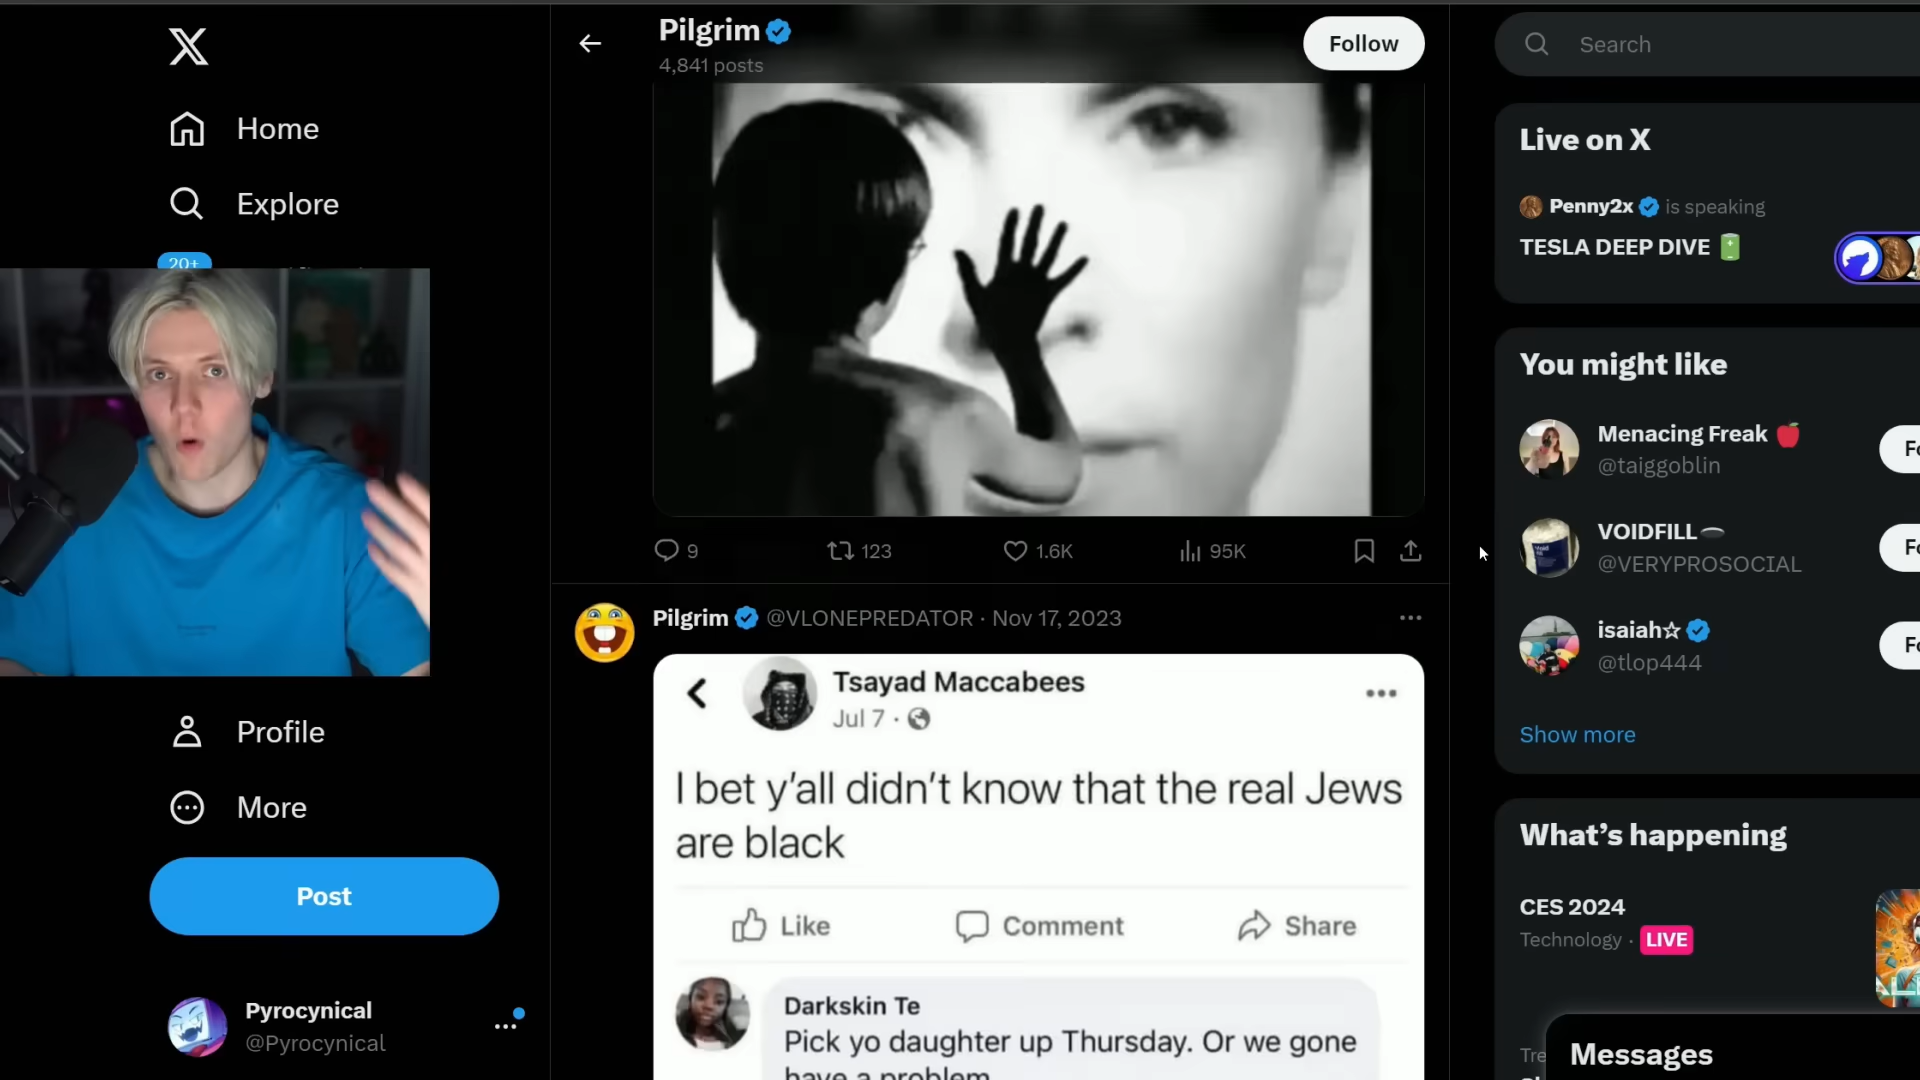 Home
Explore
20+
Profile
More
Post
Pyrocynical
@Pyrocynical
Pilgrim
4,841 posts
Follow
9
123
1.6K
95K
Pilgrim @VLONEPREDATOR · Nov 17, 2023
Tsayad Maccabees
Jul 7 ·
I bet y'all didn't know that the real Jews
are black
Like
Comment
Share
Darkskin Te
Pick yo daughter up Thursday. Or we gone
have a problem
Search
Live on X
Penny2x is speaking
TESLA DEEP DIVE
You might like
Menacing Freak
@taiggoblin
VOIDFILL
@VERYPROSOCIAL
isaiah☆
@tlop444
Show more
What's happening
CES 2024
Technology · LIVE
Messages